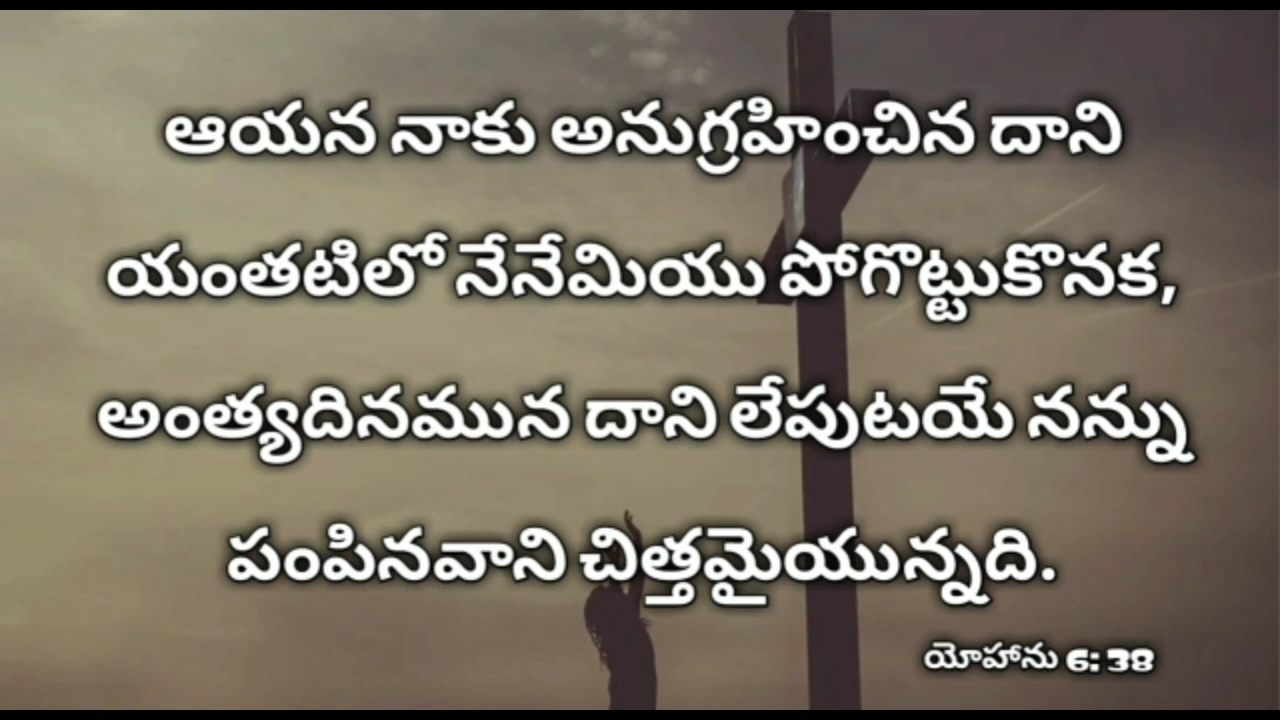 ఆయన నాకు అనుగ్రహించిన దాని
యంతటిలో నేనేమియు పోగొట్టుకొనక,
అంత్యదినమున దాని లేపుటయే నన్ను
పంపినవాని చిత్తమైయున్నది.
యోహాను 6: 38